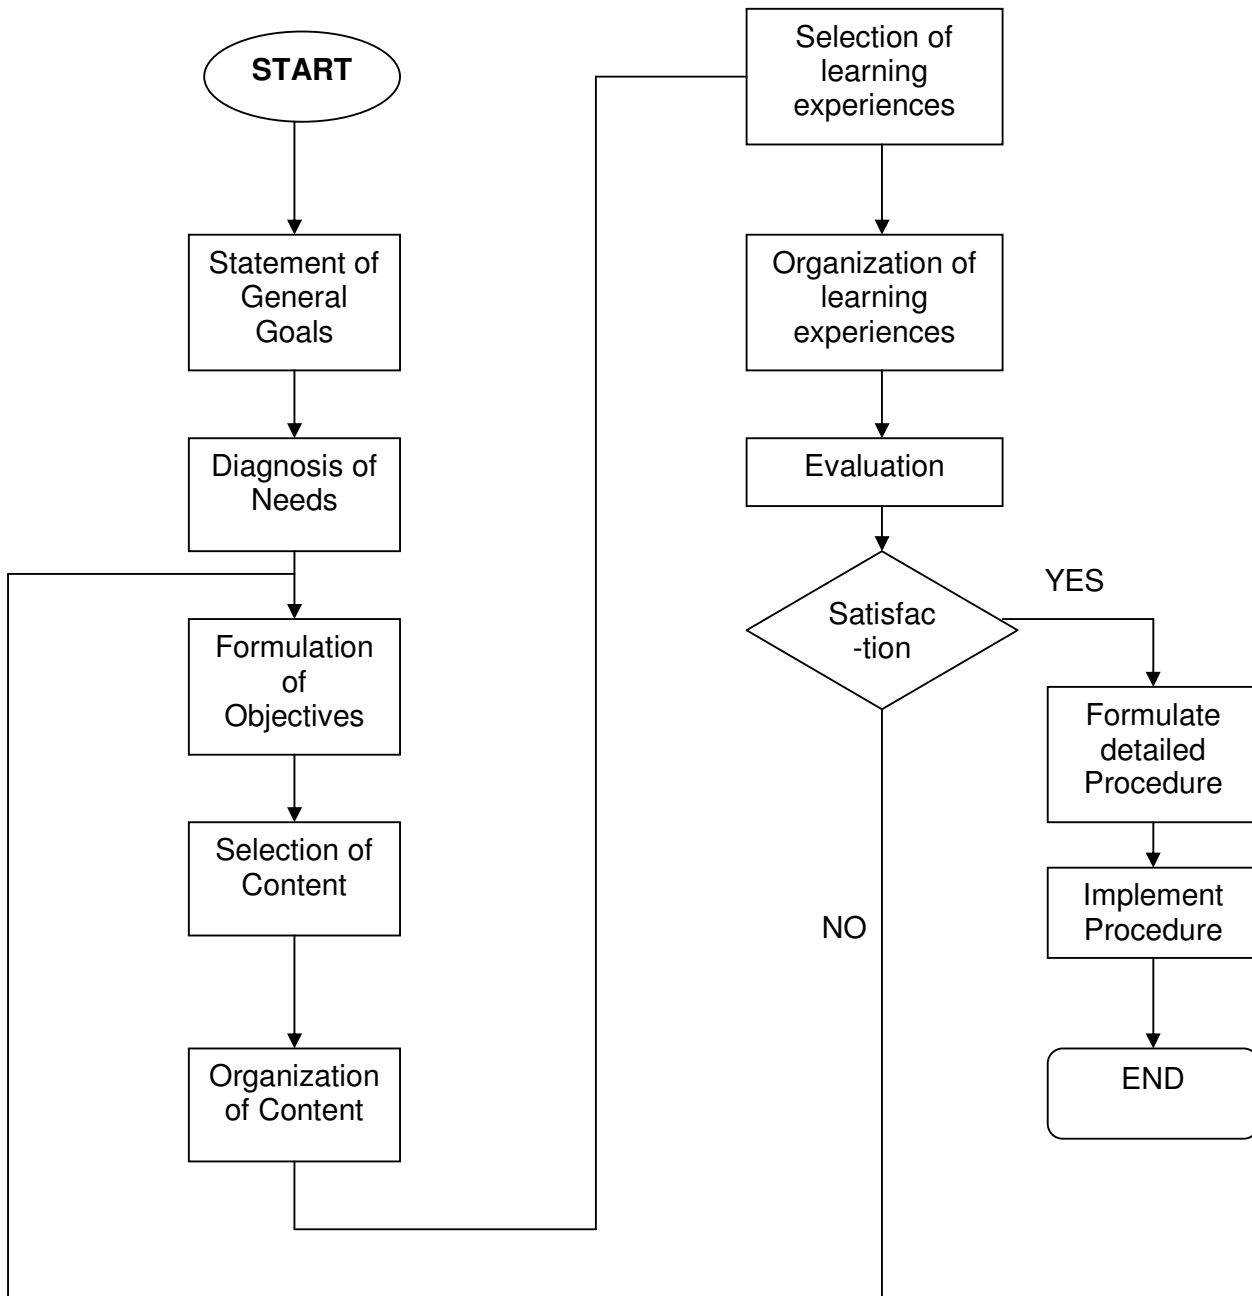 START
Statement of
General
Goals
Diagnosis of
Needs
Formulation
of
Objectives
Selection of
Content
Organization
of Content
Selection of
learning
experiences
Organization of
learning
experiences
Evaluation
Satisfac
-tion
YES
NO
Formulate
detailed
Procedure
Implement
Procedure
END